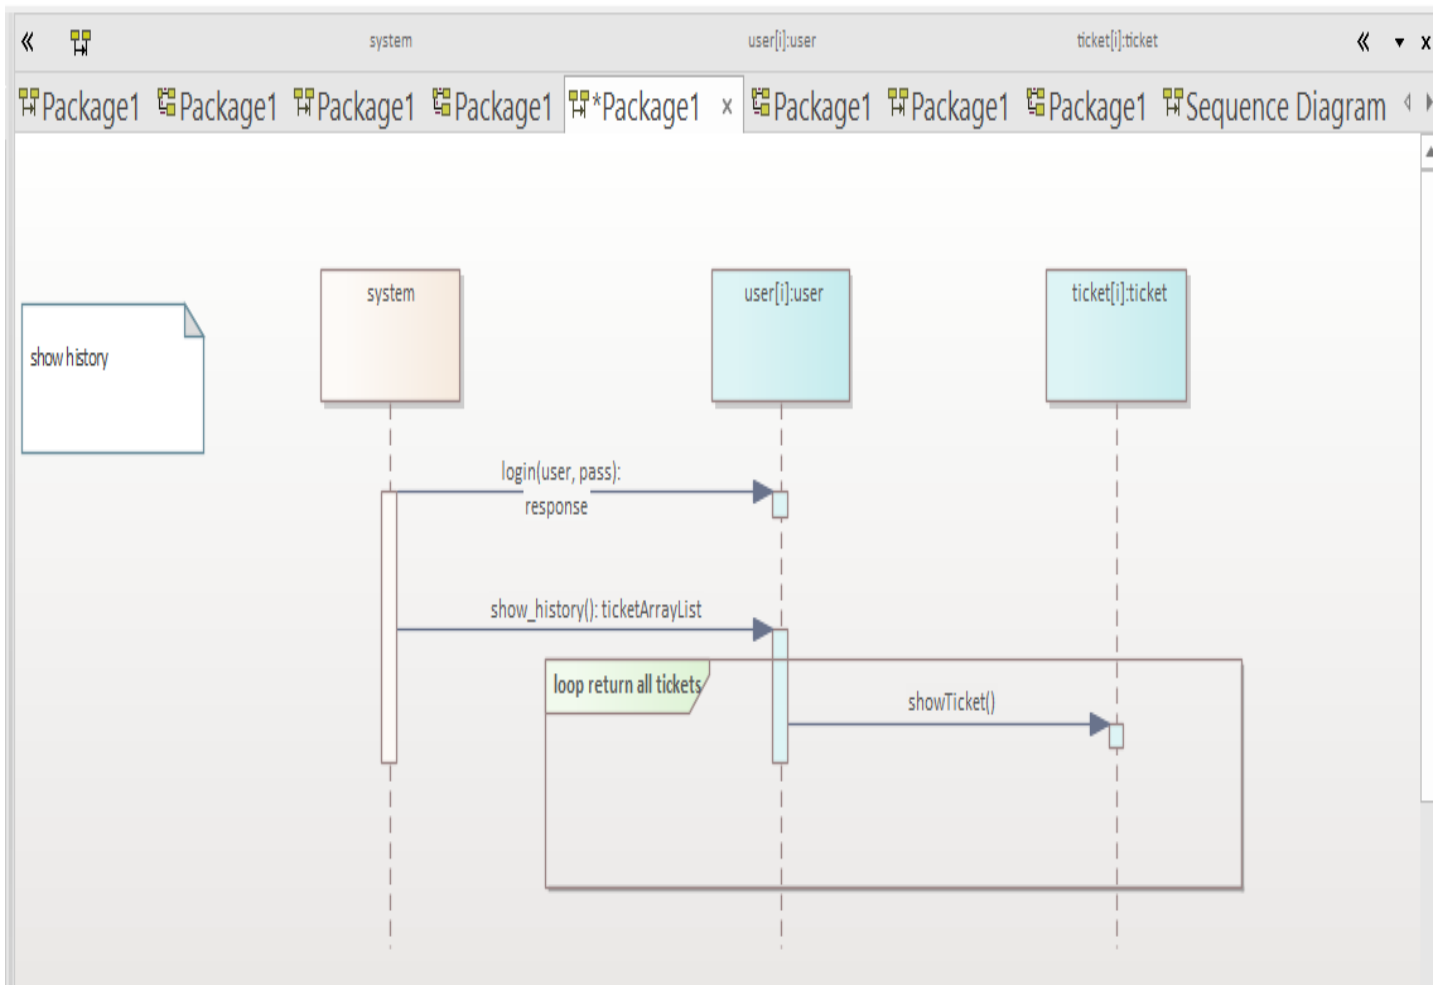 system user[i]:user ticket[i]:ticket
Package1 Package1 Package1 Package1 *Package1 x Package1 Package1 Package1 Sequence Diagram
system user[i]:user ticket[i]:ticket
show history
login(user, pass):
response
show_history(): ticketArrayList
loop return all tickets
showTicket()